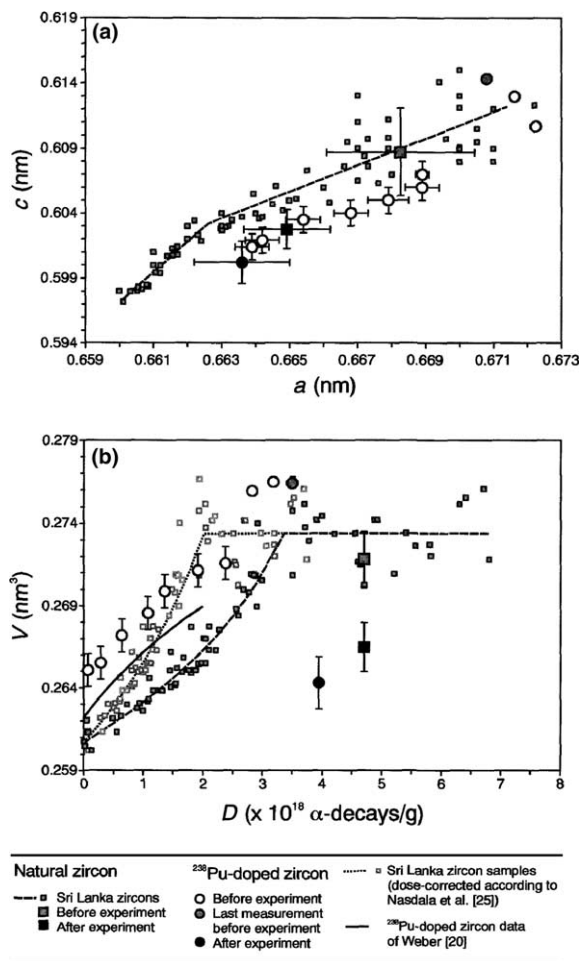 (a)
0.619
0.614
0.609
0.604
0.599
0.594
c (nm)
0.659 0.661 0.663 0.665 0.667 0.669 0.671 0.673
a (nm)
(b)
0.279
0.274
0.269
0.264
0.259
V (nm³)
0 1 2 3 4 5 6 7 8
D (x 10¹⁸ α-decays/g)
Natural zircon
Sri Lanka zircons
Before experiment
After experiment
²³⁸Pu-doped zircon
Before experiment
Last measurement
before experiment
After experiment
Sri Lanka zircon samples
(dose-corrected according to
Nasdala et al. [25])
²³⁸Pu-doped zircon data
of Weber [20]